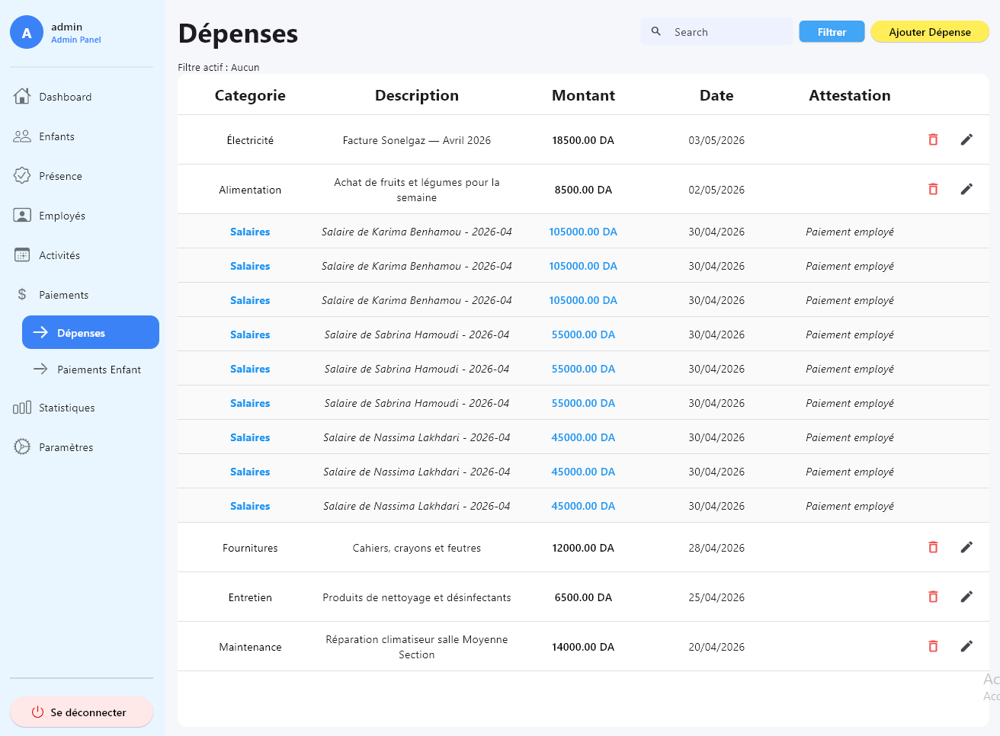 A
admin
Admin Panel
Dashboard
Enfants
Présence
Employés
Activités
Paiements
Dépenses
Paiements Enfant
Statistiques
Paramètres
Se déconnecter
Dépenses
Search
Filtrer
Ajouter Dépense
Filtre actif : Aucun
Categorie Description Montant Date Attestation
Électricité Facture Sonelgaz — Avril 2026 18500.00 DA 03/05/2026
Alimentation Achat de fruits et légumes pour la
semaine 8500.00 DA 02/05/2026
Salaires Salaire de Karima Benhamou - 2026-04 105000.00 DA 30/04/2026 Paiement employé
Salaires Salaire de Karima Benhamou - 2026-04 105000.00 DA 30/04/2026 Paiement employé
Salaires Salaire de Karima Benhamou - 2026-04 105000.00 DA 30/04/2026 Paiement employé
Salaires Salaire de Sabrina Hamoudi - 2026-04 55000.00 DA 30/04/2026 Paiement employé
Salaires Salaire de Sabrina Hamoudi - 2026-04 55000.00 DA 30/04/2026 Paiement employé
Salaires Salaire de Sabrina Hamoudi - 2026-04 55000.00 DA 30/04/2026 Paiement employé
Salaires Salaire de Nassima Lakhdari - 2026-04 45000.00 DA 30/04/2026 Paiement employé
Salaires Salaire de Nassima Lakhdari - 2026-04 45000.00 DA 30/04/2026 Paiement employé
Salaires Salaire de Nassima Lakhdari - 2026-04 45000.00 DA 30/04/2026 Paiement employé
Fournitures Cahiers, crayons et feutres 12000.00 DA 28/04/2026
Entretien Produits de nettoyage et désinfectants 6500.00 DA 25/04/2026
Maintenance Réparation climatiseur salle Moyenne
Section 14000.00 DA 20/04/2026